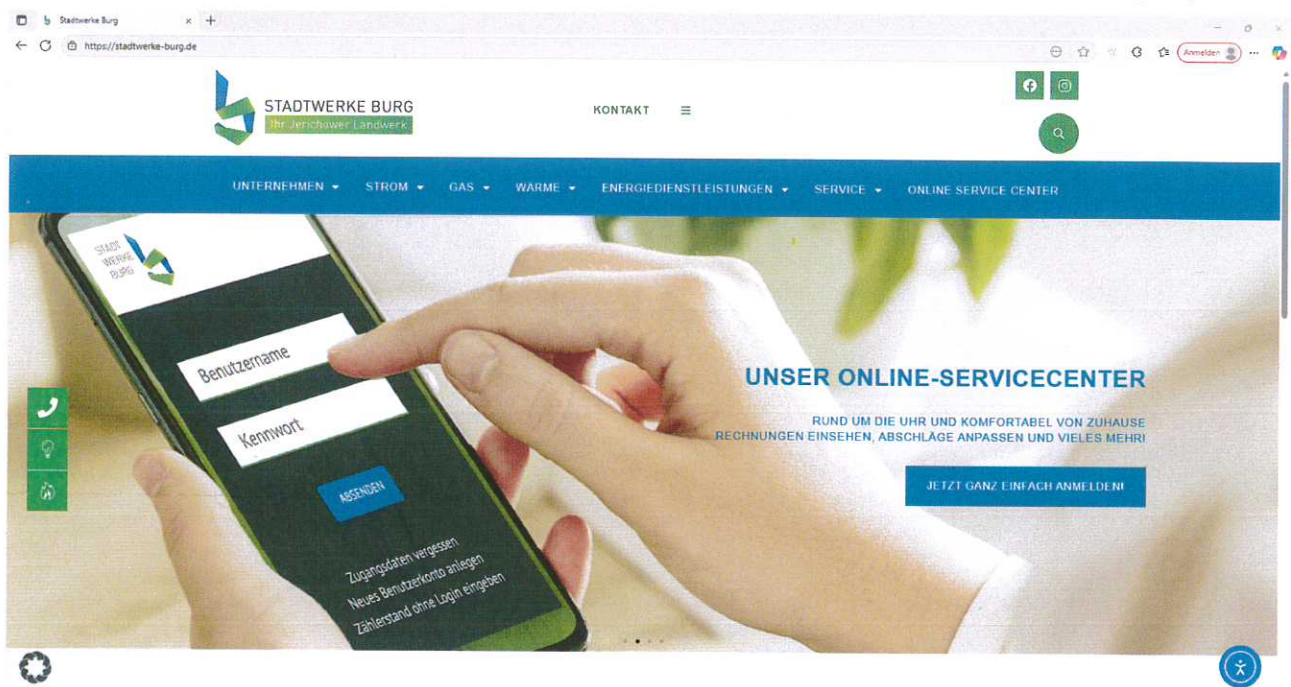 Stadtwerke Burg
https://stadtwerke-burg.de
Anmelden
STADTWERKE BURG
Ihr Jerichower Landwerk
KONTAKT
UNTERNEHMEN STROM GAS WÄRME ENERGIEDIENSTLEISTUNGEN SERVICE ONLINE SERVICE CENTER
STADT
WERKE
BURG
Benutzername
Kennwort
ABSENDEN
Zugangsdaten vergessen
Neues Benutzerkonto anlegen
Zählerstand ohne Login eingeben
UNSER ONLINE-SERVICECENTER
RUND UM DIE UHR UND KOMFORTABEL VON ZUHAUSE
RECHNUNGEN EINSEHEN, ABSCHLÄGE ANPASSEN UND VIELES MEHR!
JETZT GANZ EINFACH ANMELDEN!